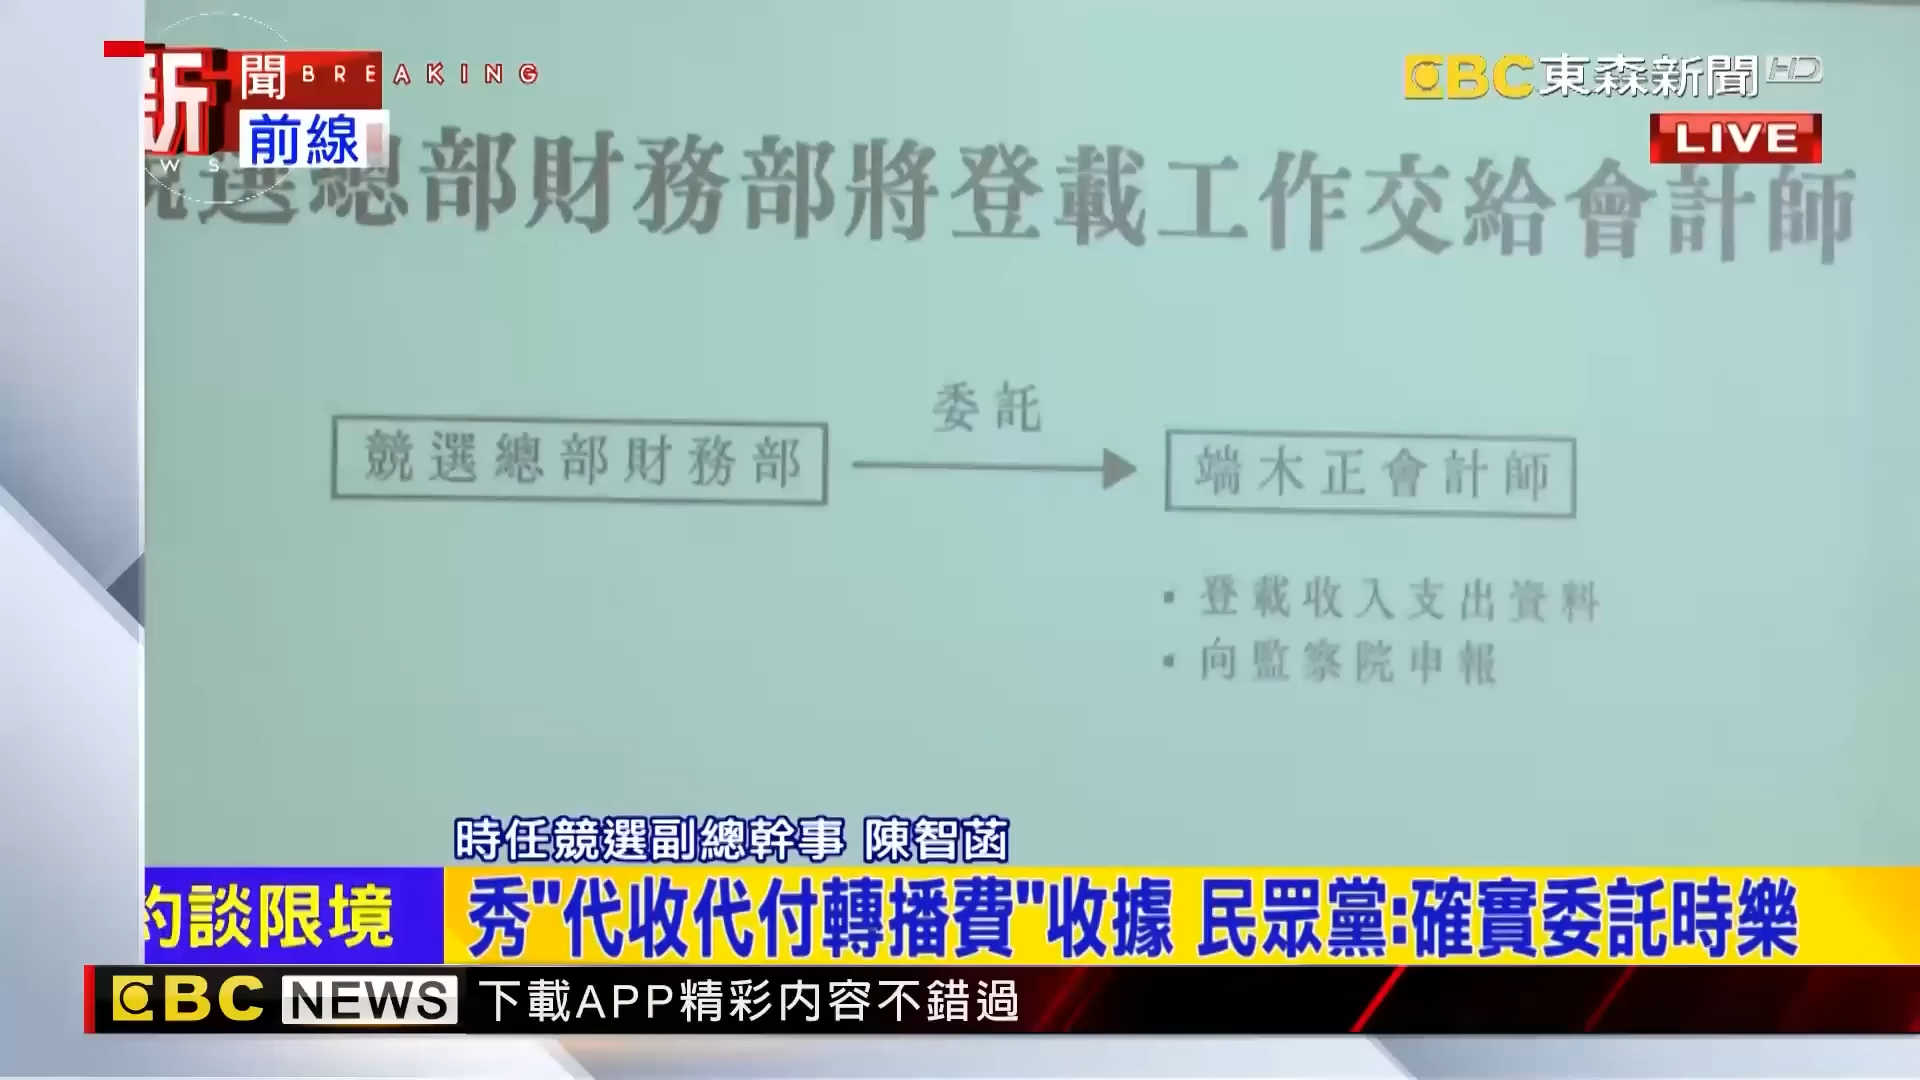 新聞 BREAKING
前線
NEWS
EBC東森新聞HD
LIVE
競選總部財務部將登載工作交給會計師
委託
競選總部財務部
端木正會計師
▪ 登載收入支出資料
▪ 向監察院申報
時任競選副總幹事 陳智菡
約談限境
秀"代收代付轉播費"收據 民眾黨:確實委託時樂
EBC NEWS 下載APP精彩內容不錯過